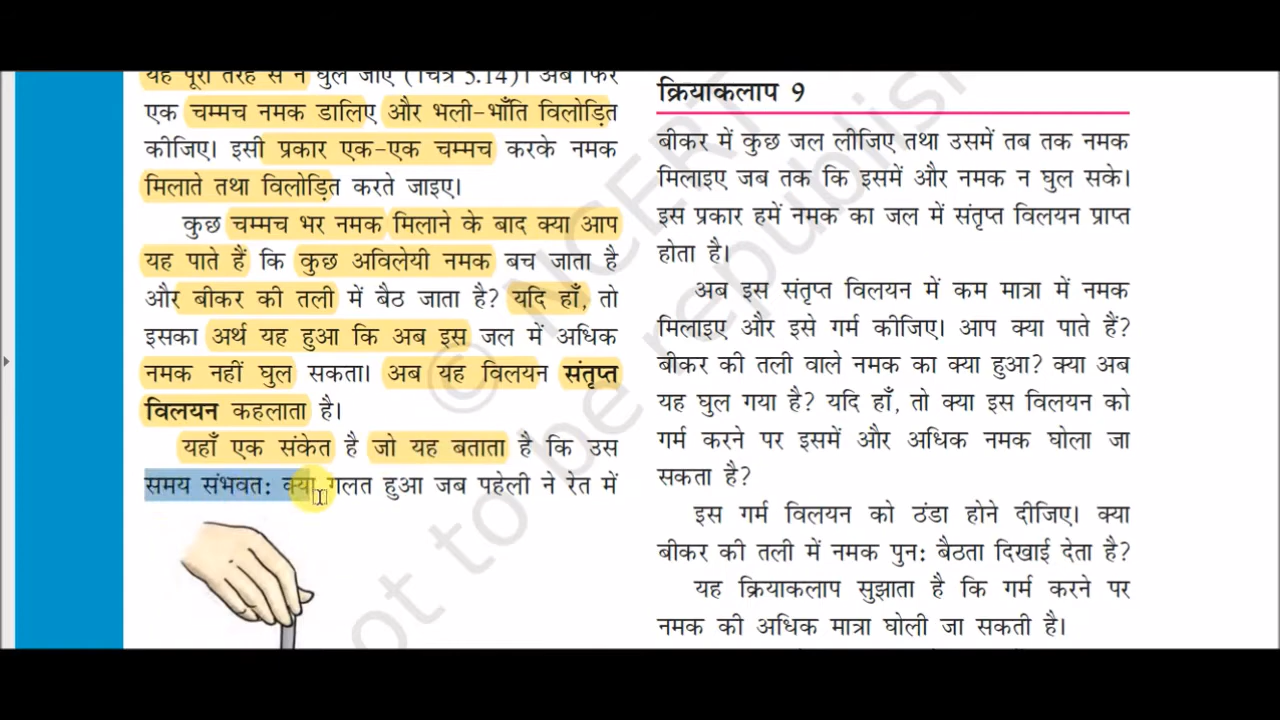 यह पूरी तरह से न घुल जाए (चित्र 5.14)। अब फिर
एक चम्मच नमक डालिए और भली-भाँति विलोड़ित
कीजिए। इसी प्रकार एक-एक चम्मच करके नमक
मिलाते तथा विलोड़ित करते जाइए।
कुछ चम्मच भर नमक मिलाने के बाद क्या आप
यह पाते हैं कि कुछ अविलेयी नमक बच जाता है
और बीकर की तली में बैठ जाता है? यदि हाँ, तो
इसका अर्थ यह हुआ कि अब इस जल में अधिक
नमक नहीं घुल सकता। अब यह विलयन संतृप्त
विलयन कहलाता है।
यहाँ एक संकेत है जो यह बताता है कि उस
समय संभवत: क्या गलत हुआ जब पहेली ने रेत में
क्रियाकलाप 9
बीकर में कुछ जल लीजिए तथा उसमें तब तक नमक
मिलाइए जब तक कि इसमें और नमक न घुल सके।
इस प्रकार हमें नमक का जल में संतृप्त विलयन प्राप्त
होता है।
अब इस संतृप्त विलयन में कम मात्रा में नमक
मिलाइए और इसे गर्म कीजिए। आप क्या पाते हैं?
बीकर की तली वाले नमक का क्या हुआ? क्या अब
यह घुल गया है? यदि हाँ, तो क्या इस विलयन को
गर्म करने पर इसमें और अधिक नमक घोला जा
सकता है?
इस गर्म विलयन को ठंडा होने दीजिए। क्या
बीकर की तली में नमक पुन: बैठता दिखाई देता है?
यह क्रियाकलाप सुझाता है कि गर्म करने पर
नमक की अधिक मात्रा घोली जा सकती है।
© NCERT
not to be republish